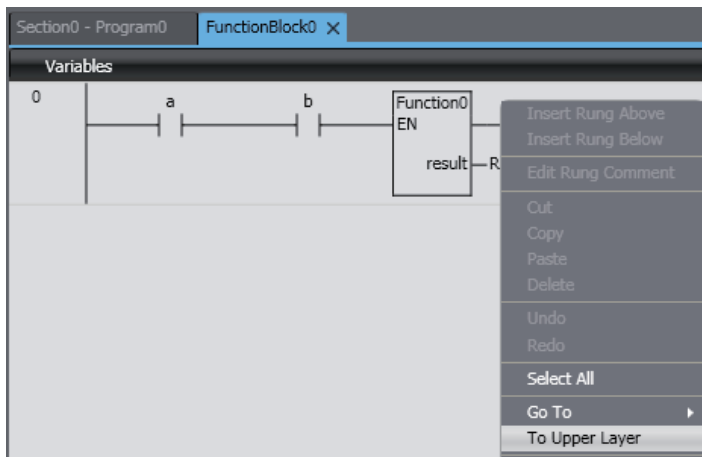 Section0 - Program0
FunctionBlock0
Variables
0
a
b
Function0
EN
result
R
Insert Rung Above
Insert Rung Below
Edit Rung Comment
Cut
Copy
Paste
Delete
Undo
Redo
Select All
Go To
To Upper Layer